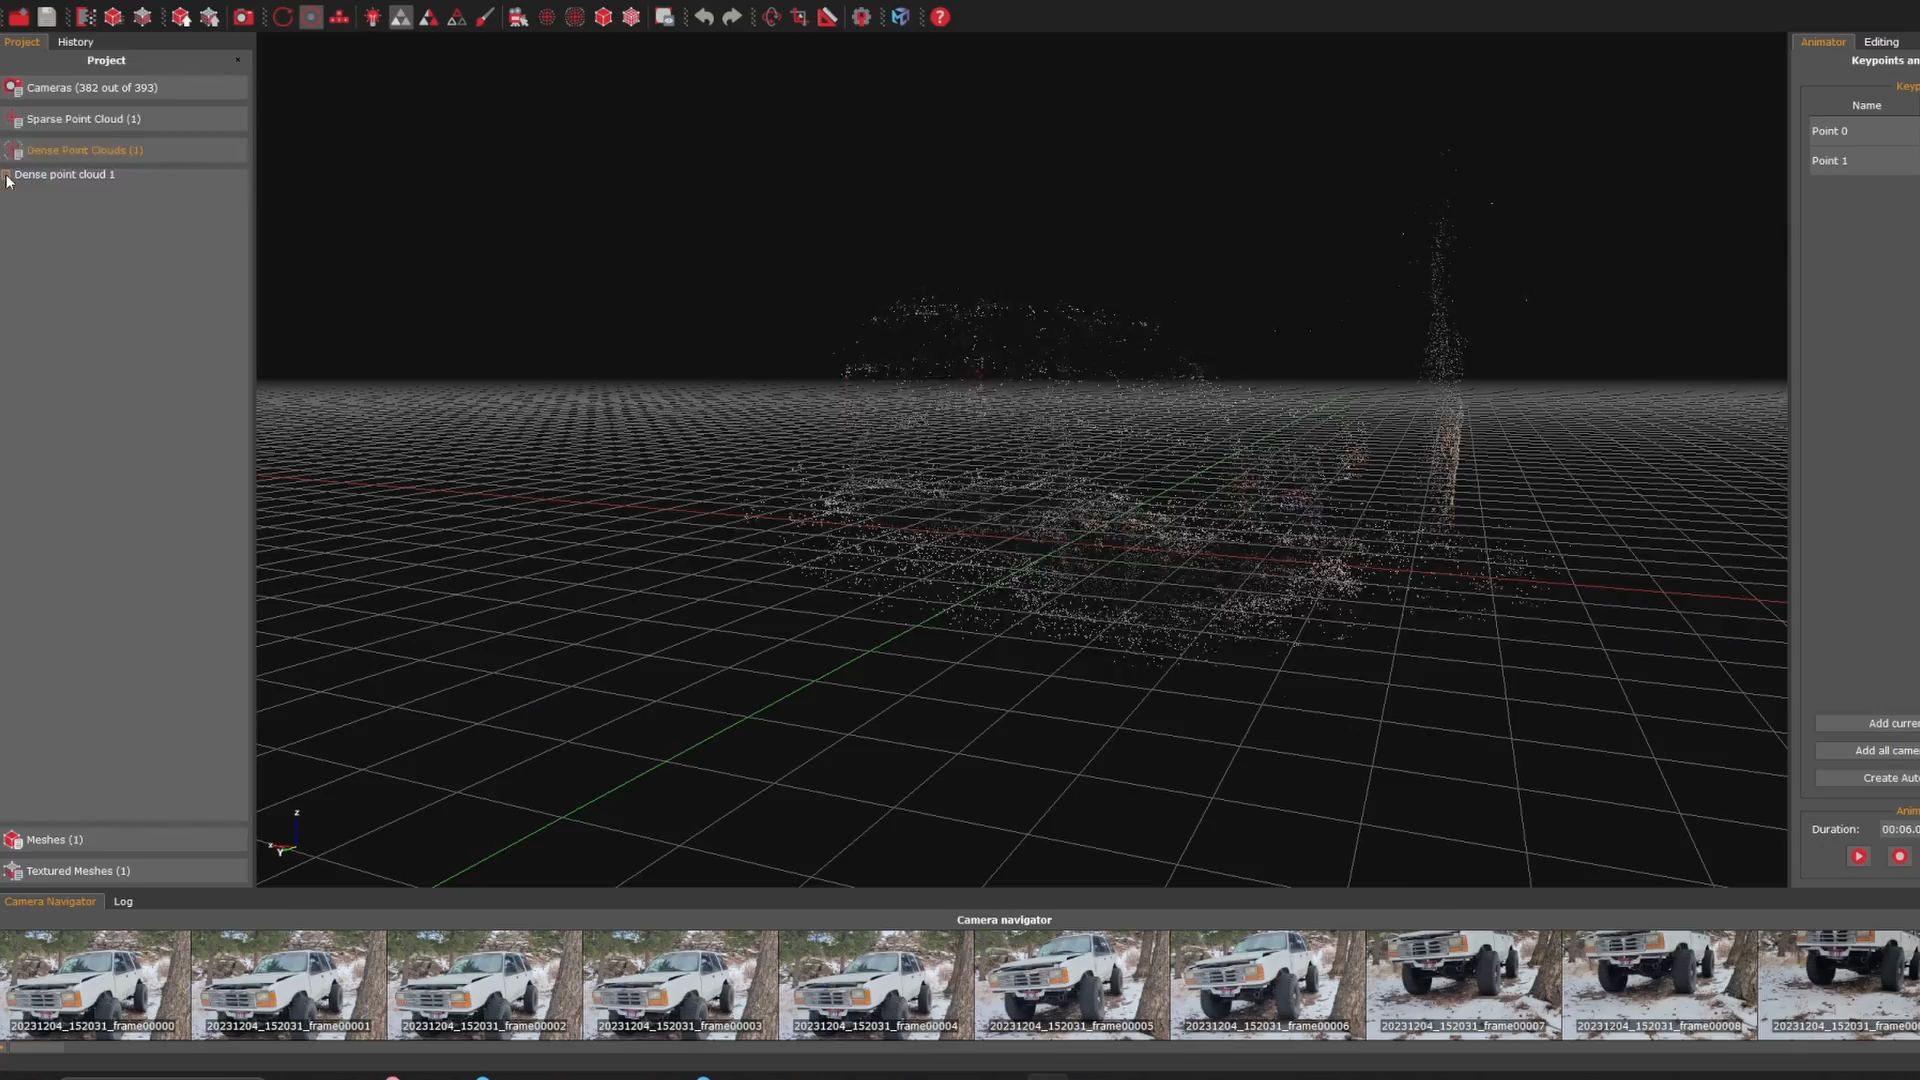 Project
History
Project
Cameras (382 out of 393)
Sparse Point Cloud (1)
Dense Point Clouds (1)
Dense point cloud 1
Meshes (1)
Textured Meshes (1)
z
x
Y
Animator
Editing
Keypoints an
Keyp
Name
Point 0
Point 1
Add curre
Add all came
Create Aut
Anim
Duration: 00:06.0
Camera Navigator
Log
Camera navigator
20231204_152031_frame00000
20231204_152031_frame00001
20231204_152031_frame00002
20231204_152031_frame00003
20231204_152031_frame00004
20231204_152031_frame00005
20231204_152031_frame00006
20231204_152031_frame00007
20231204_152031_frame00008
20231204_152031_frame00